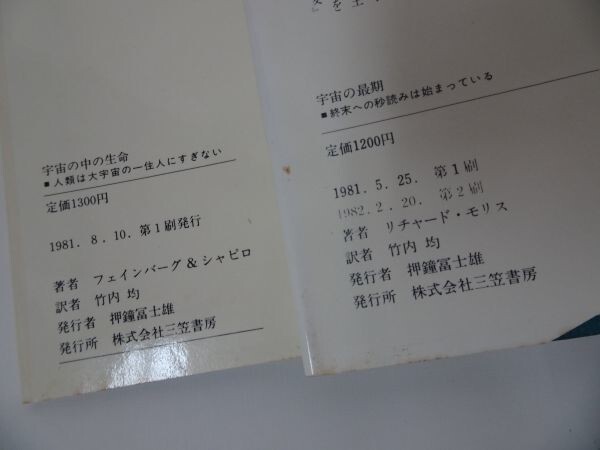 宇宙の中の生命
■人類は大宇宙の一住人にすぎない
定価1300円
1981. 8. 10. 第1刷発行
著者 フェインバーグ&シャピロ
訳者 竹内 均
発行者 押鐘冨士雄
発行所 株式会社三笠書房
宇宙の最期
■終末への秒読みは始まっている
定価1200円
1981. 5. 25. 第1刷
1982. 2. 20. 第2刷
著者 リチャード・モリス
訳者 竹内 均
発行者 押鐘冨士雄
発行所 株式会社三笠書房